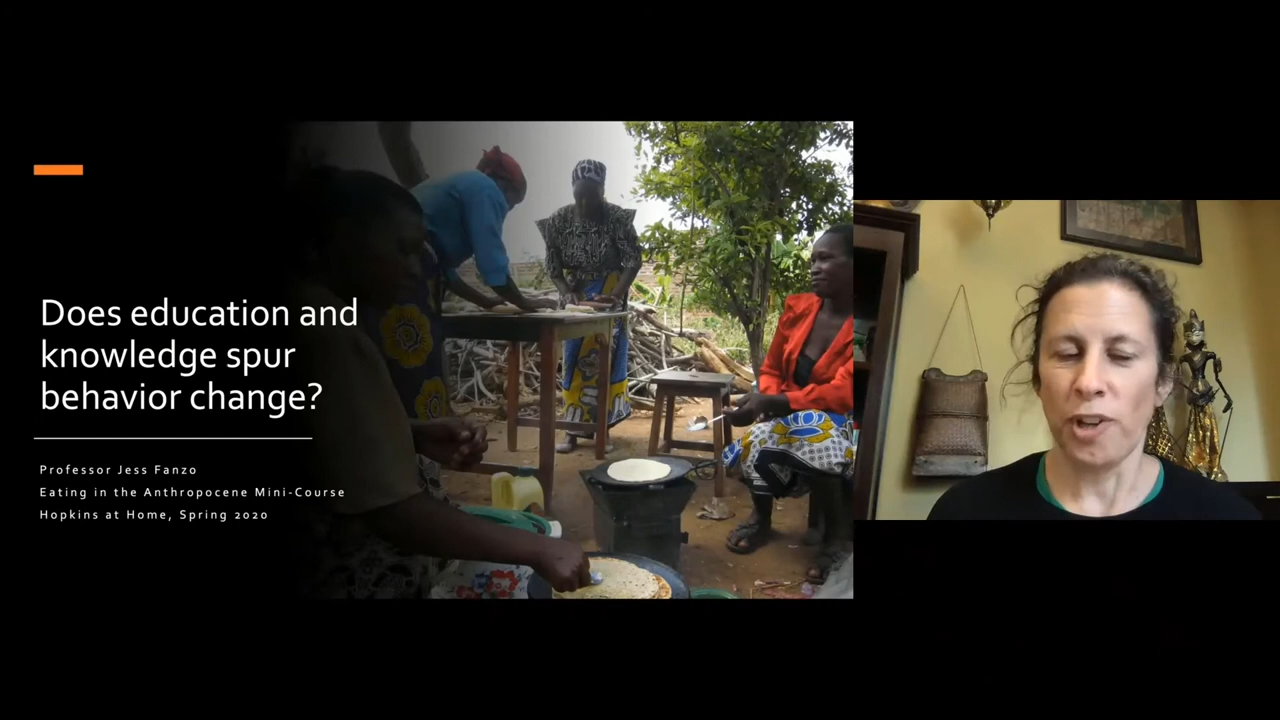 Does education and
knowledge spur
behavior change?
Professor Jess Fanzo
Eating in the Anthropocene Mini-Course
Hopkins at Home, Spring 2020